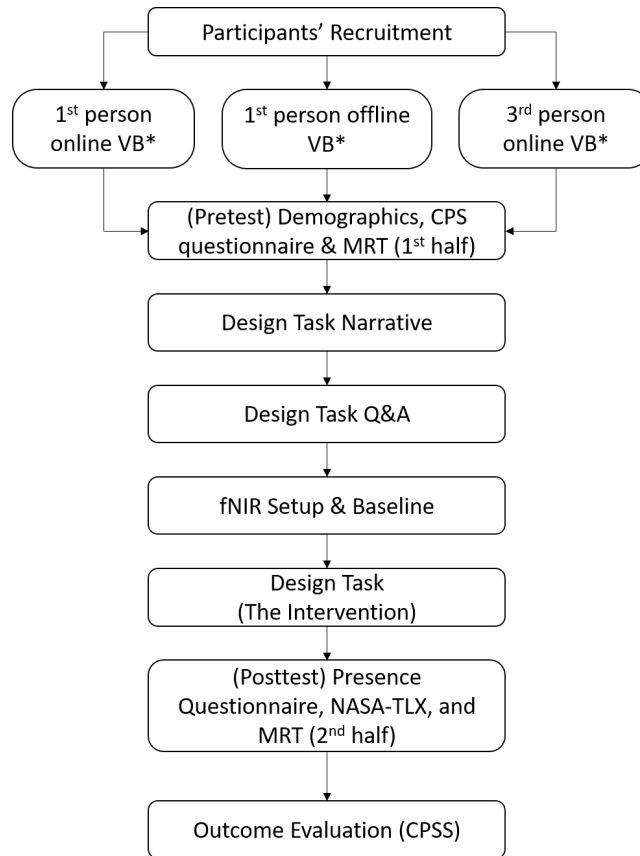 Participants’ Recruitment
1st person
online VB*
1st person offline
VB*
3rd person
online VB*
(Pretest) Demographics, CPS
questionnaire & MRT (1st half)
Design Task Narrative
Design Task Q&A
fNIR Setup & Baseline
Design Task
(The Intervention)
(Posttest) Presence
Questionnaire, NASA-TLX, and
MRT (2nd half)
Outcome Evaluation (CPSS)